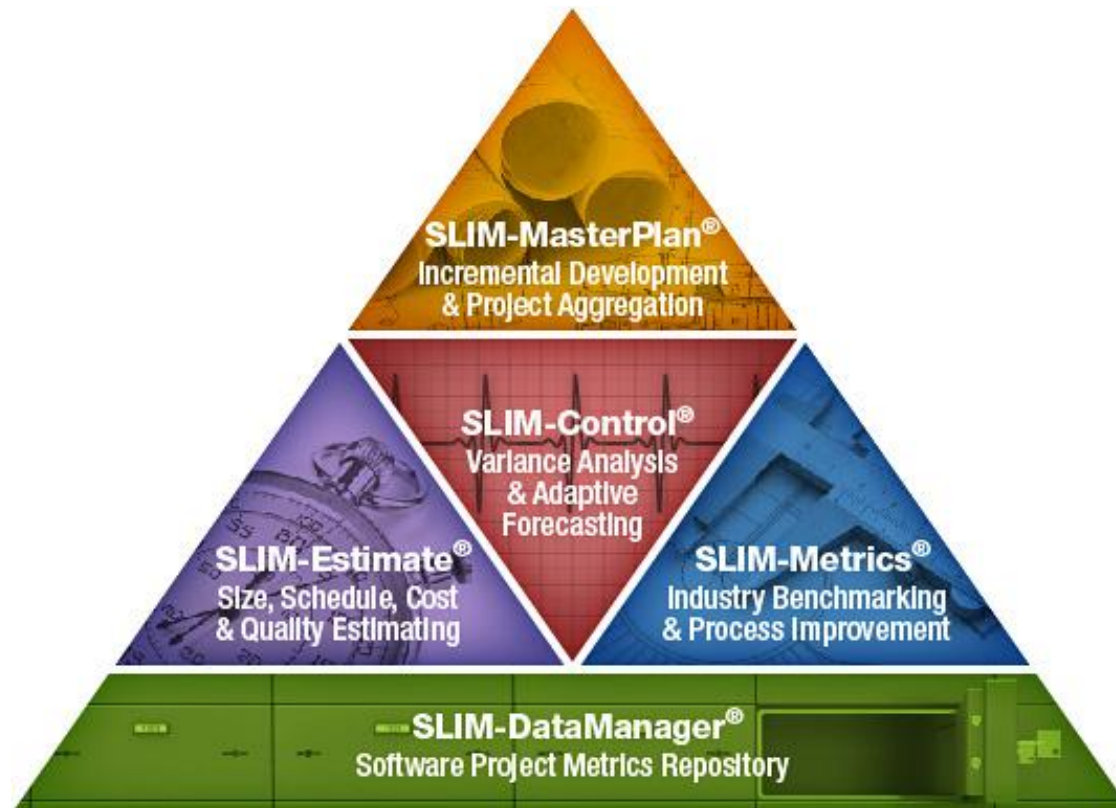 SLIM-MasterPlan®
Incremental Development
& Project Aggregation
SLIM-Control®
Variance Analysis
& Adaptive
Forecasting
SLIM-Estimate®
Size, Schedule, Cost
& Quality Estimating
SLIM-Metrics®
Industry Benchmarking
& Process Improvement
SLIM-DataManager®
Software Project Metrics Repository